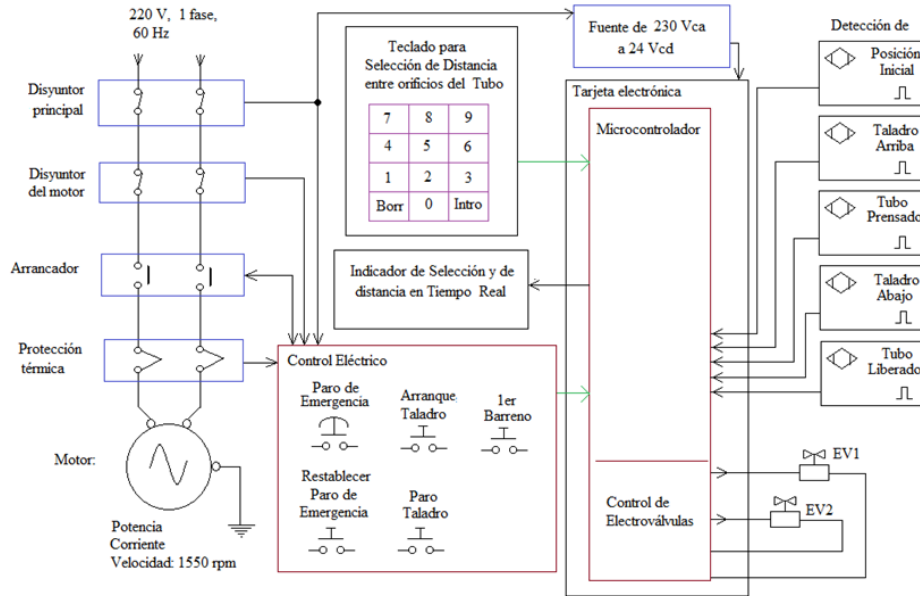 220 V, 1 fase,
60 Hz
Disyuntor
principal
Disyuntor
del motor
Arrancador
Protección
térmica
Motor:
Potencia
Corriente
Velocidad: 1550 rpm
Teclado para
Selección de Distancia
entre orificios del Tubo
7 8 9
4 5 6
1 2 3
Borr 0 Intro
Indicador de Selección y de
distancia en Tiempo Real
Control Eléctrico
Paro de
Emergencia
Arranque
Taladro
1er
Barreno
Restablecer
Paro de
Emergencia
Paro
Taladro
Fuente de 230 Vca
a 24 Vcd
Tarjeta electrónica
Microcontrolador
Control de
Electroválvulas
Detección de
Posición
Inicial
Taladro
Arriba
Tubo
Prensado
Taladro
Abajo
Tubo
Liberado
EV1
EV2